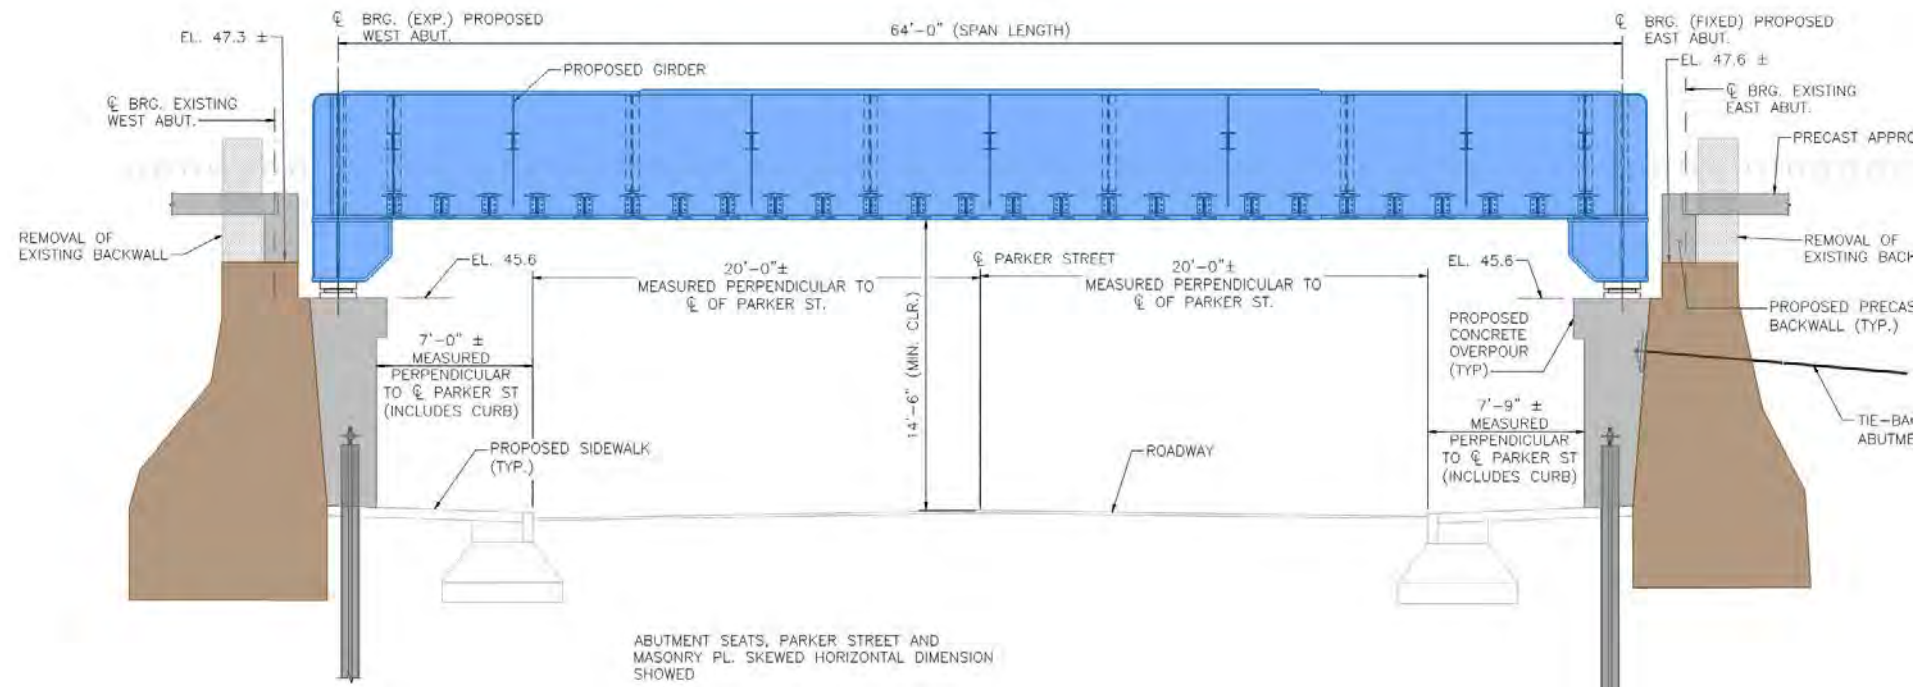 ℄ BRG. (EXP.) PROPOSED
WEST ABUT.
64'-0" (SPAN LENGTH)
℄ BRG. (FIXED) PROPOSED
EAST ABUT.
EL. 47.3 ±
EL. 47.6 ±
PROPOSED GIRDER
℄ BRG. EXISTING
WEST ABUT.
℄ BRG. EXISTING
EAST ABUT.
PRECAST APPRO
REMOVAL OF
EXISTING BACKWALL
EL. 45.6
20'-0"±
MEASURED PERPENDICULAR TO
℄ OF PARKER ST.
℄ PARKER STREET
20'-0"±
MEASURED PERPENDICULAR TO
℄ OF PARKER ST.
EL. 45.6
REMOVAL OF
EXISTING BACK
PROPOSED PRECAS
BACKWALL (TYP.)
7'-0" ±
MEASURED
PERPENDICULAR
TO ℄ PARKER ST
(INCLUDES CURB)
14'-6" (MIN. CLR.)
PROPOSED
CONCRETE
OVERPOUR
(TYP)
7'-9" ±
MEASURED
PERPENDICULAR
TO ℄ PARKER ST
(INCLUDES CURB)
TIE-BA
ABUTME
PROPOSED SIDEWALK
(TYP.)
ROADWAY
ABUTMENT SEATS, PARKER STREET AND
MASONRY PL. SKEWED HORIZONTAL DIMENSION
SHOWED